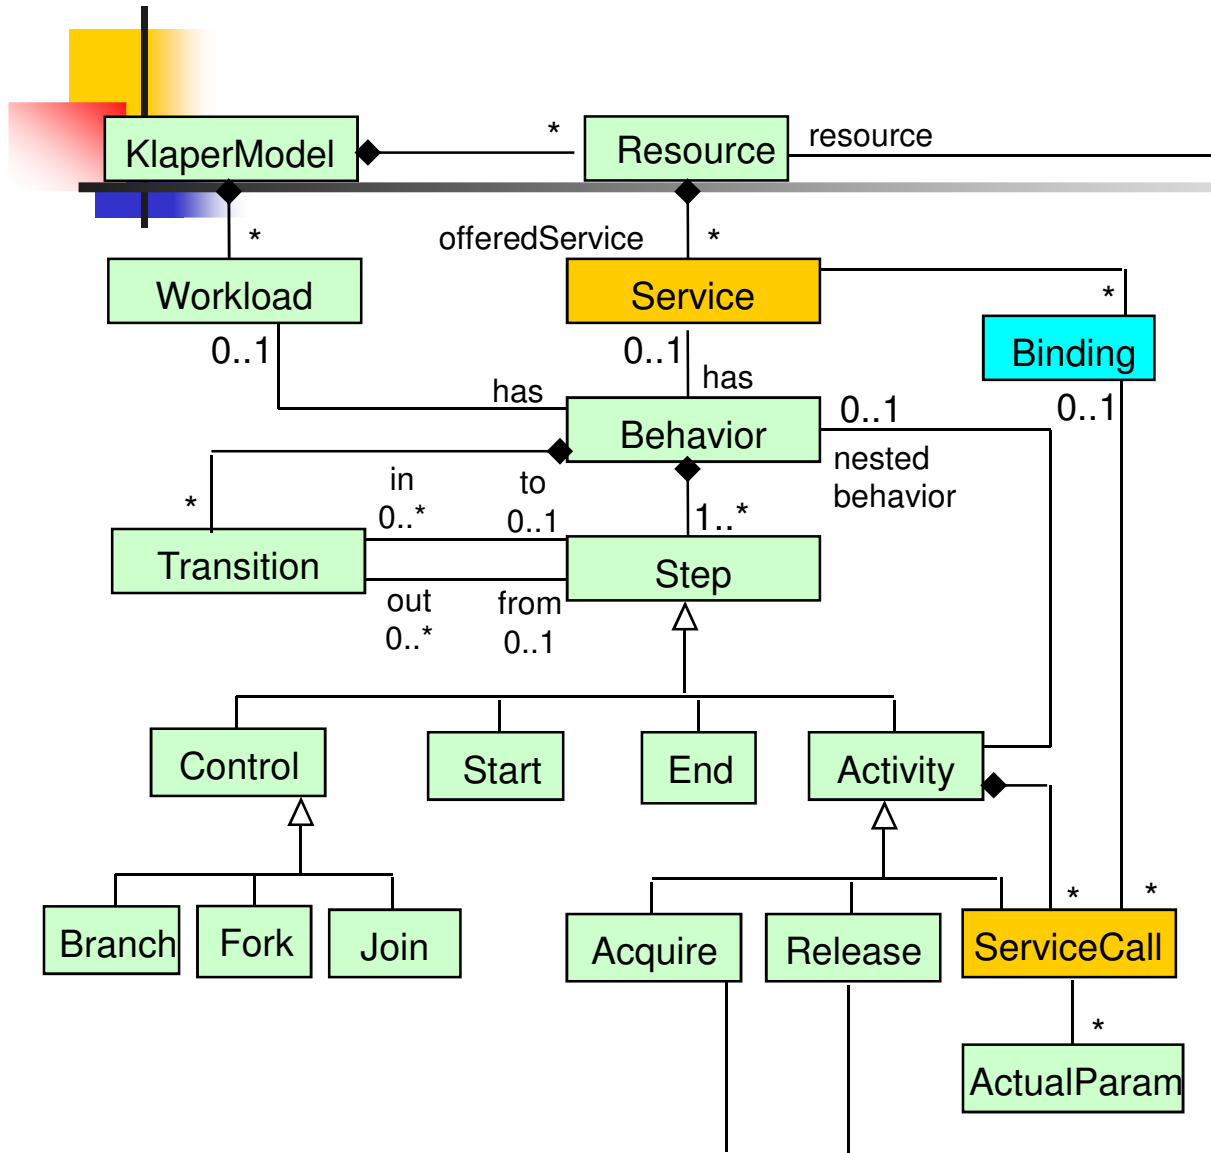 KlaperModel
*
Resource
resource
*
offeredService
*
Workload
Service
*
0..1
0..1
Binding
has
has
0..1
0..1
Behavior
nested
behavior
in
to
*
0..*
0..1
1..*
Transition
Step
out
from
0..*
0..1
Control
Start
End
Activity
*
*
Branch
Fork
Join
Acquire
Release
ServiceCall
*
ActualParam